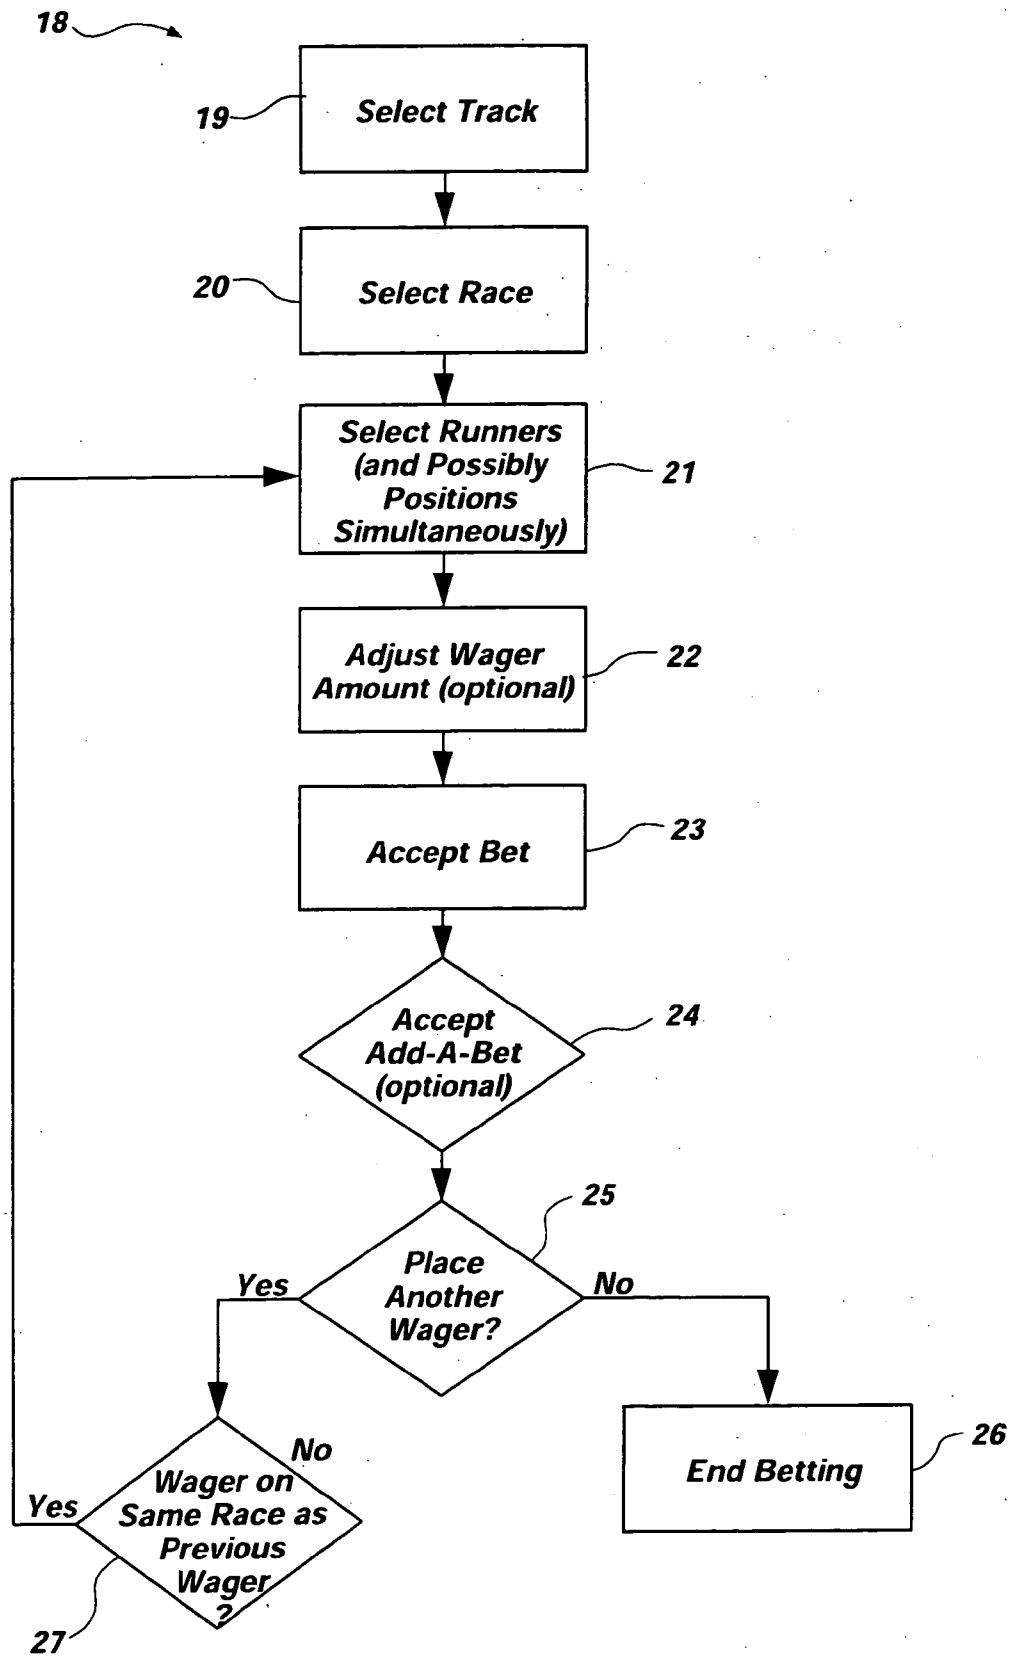 18
19
Select Track
20
Select Race
Select Runners
(and Possibly
Positions
Simultaneously)
21
Adjust Wager
Amount (optional)
22
Accept Bet
23
Accept
Add-A-Bet
(optional)
24
25
Place
Another
Wager?
Yes
No
End Betting
26
No
Yes
Wager on
Same Race as
Previous
Wager
?
27